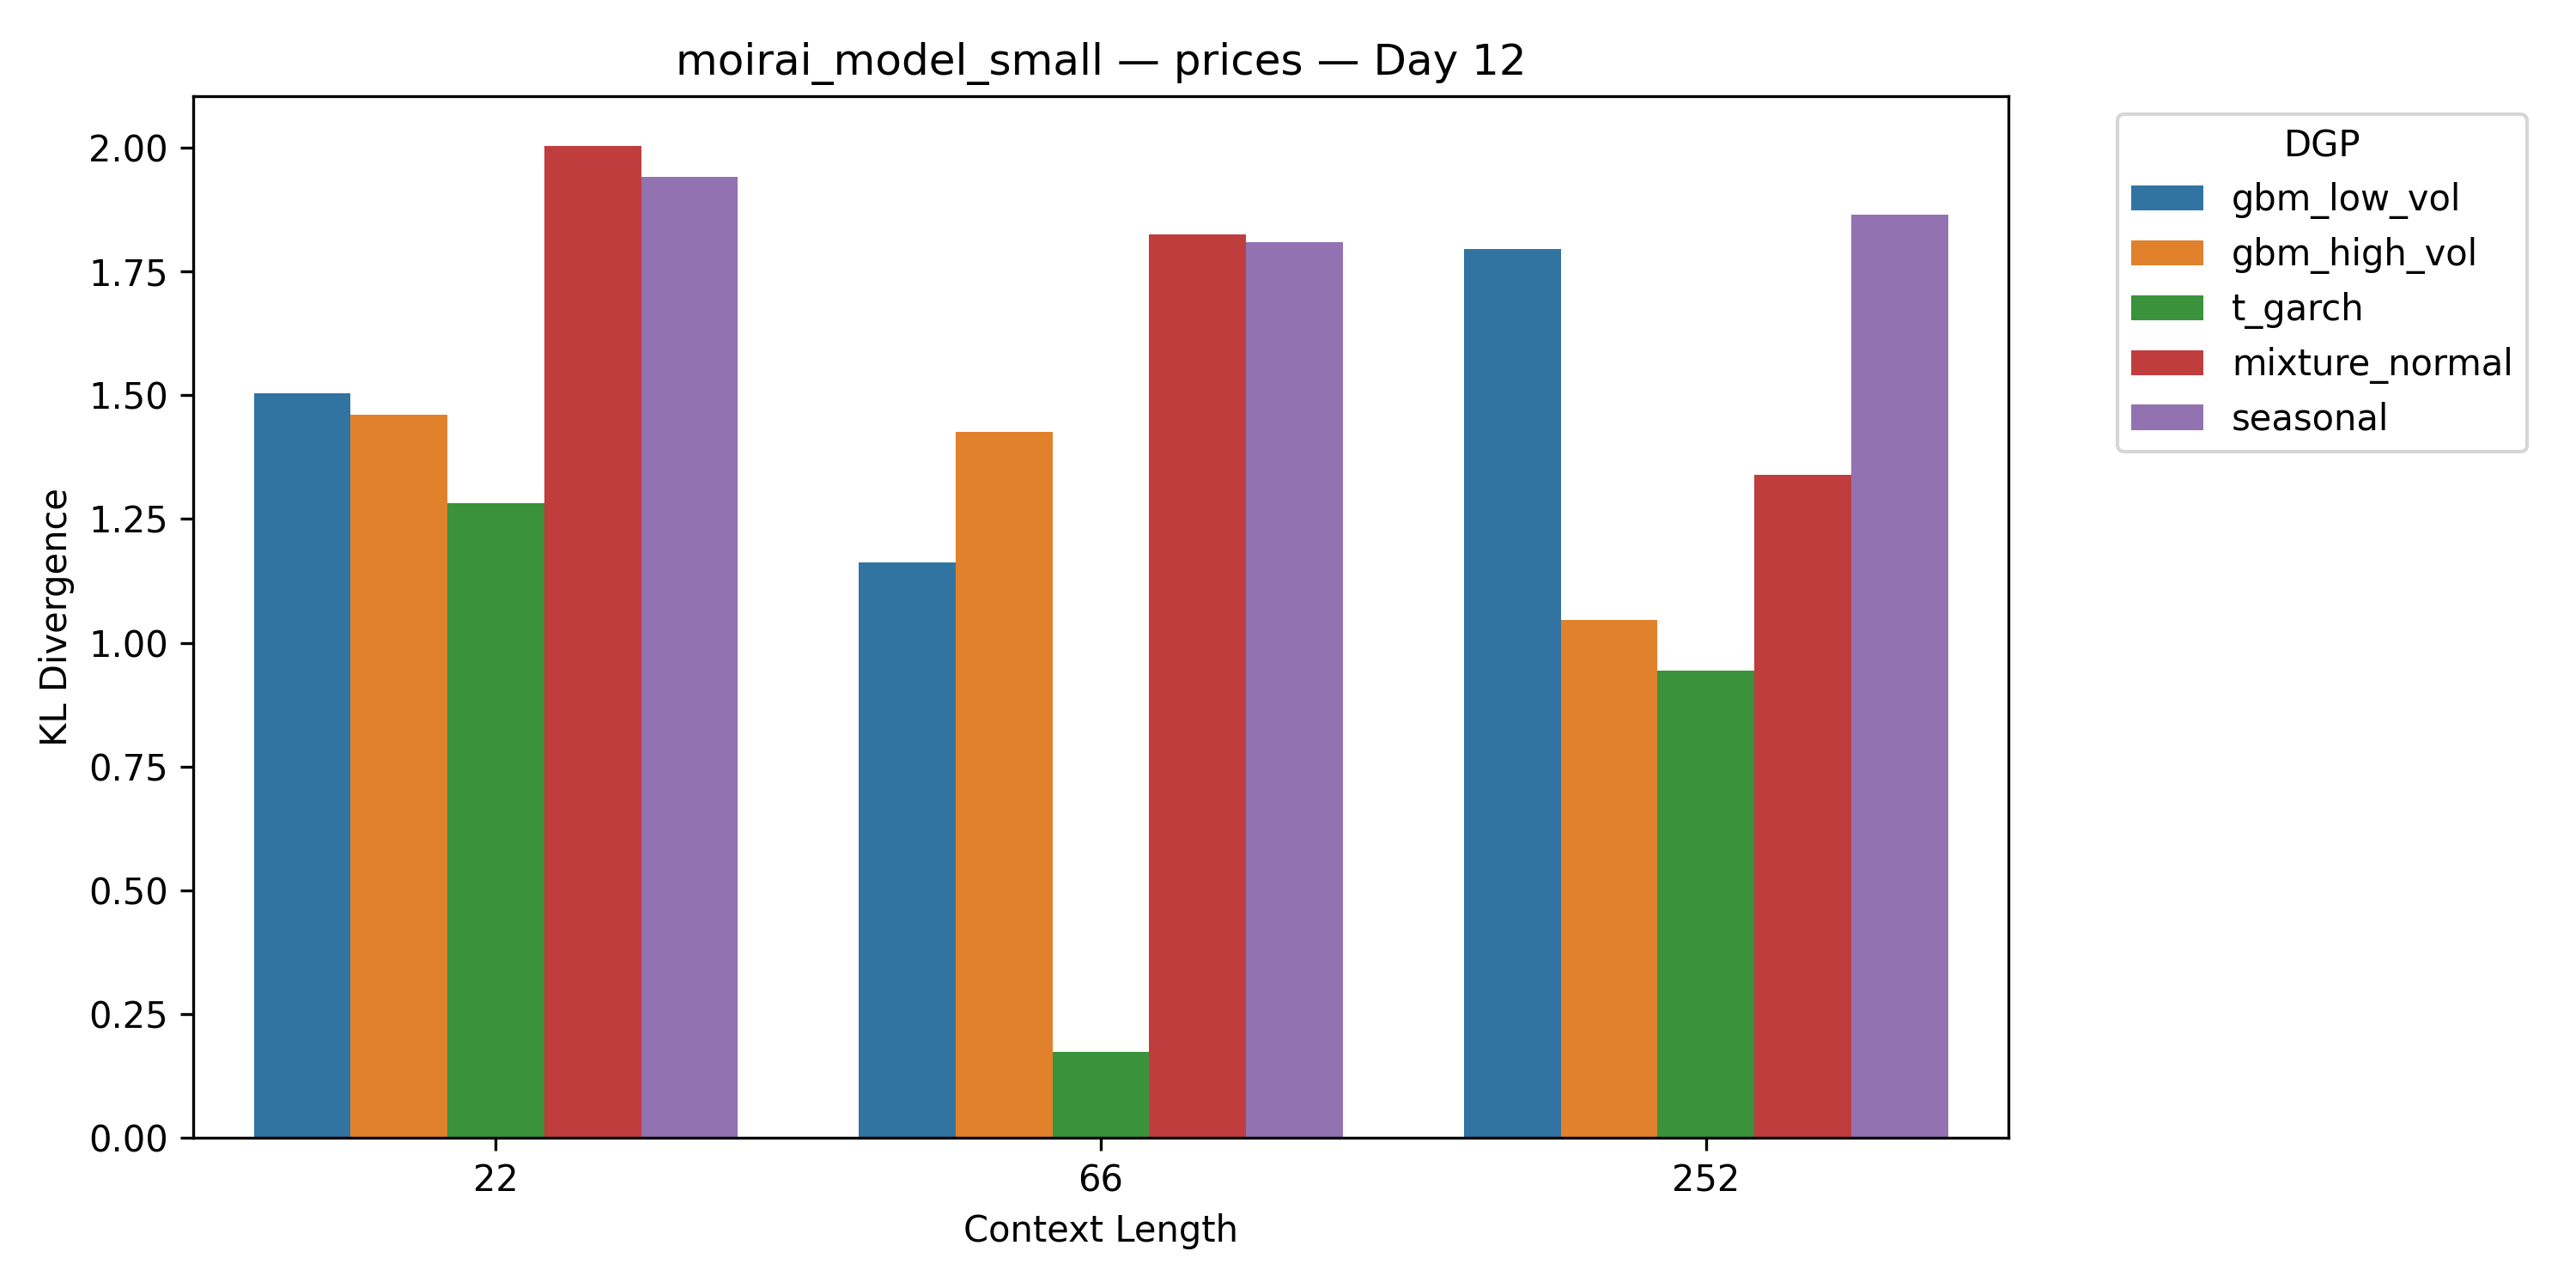 moirai_model_small — prices — Day 12
KL Divergence
2.00
1.75
1.50
1.25
1.00
0.75
0.50
0.25
0.00
22
66
252
Context Length
DGP
gbm_low_vol
gbm_high_vol
t_garch
mixture_normal
seasonal